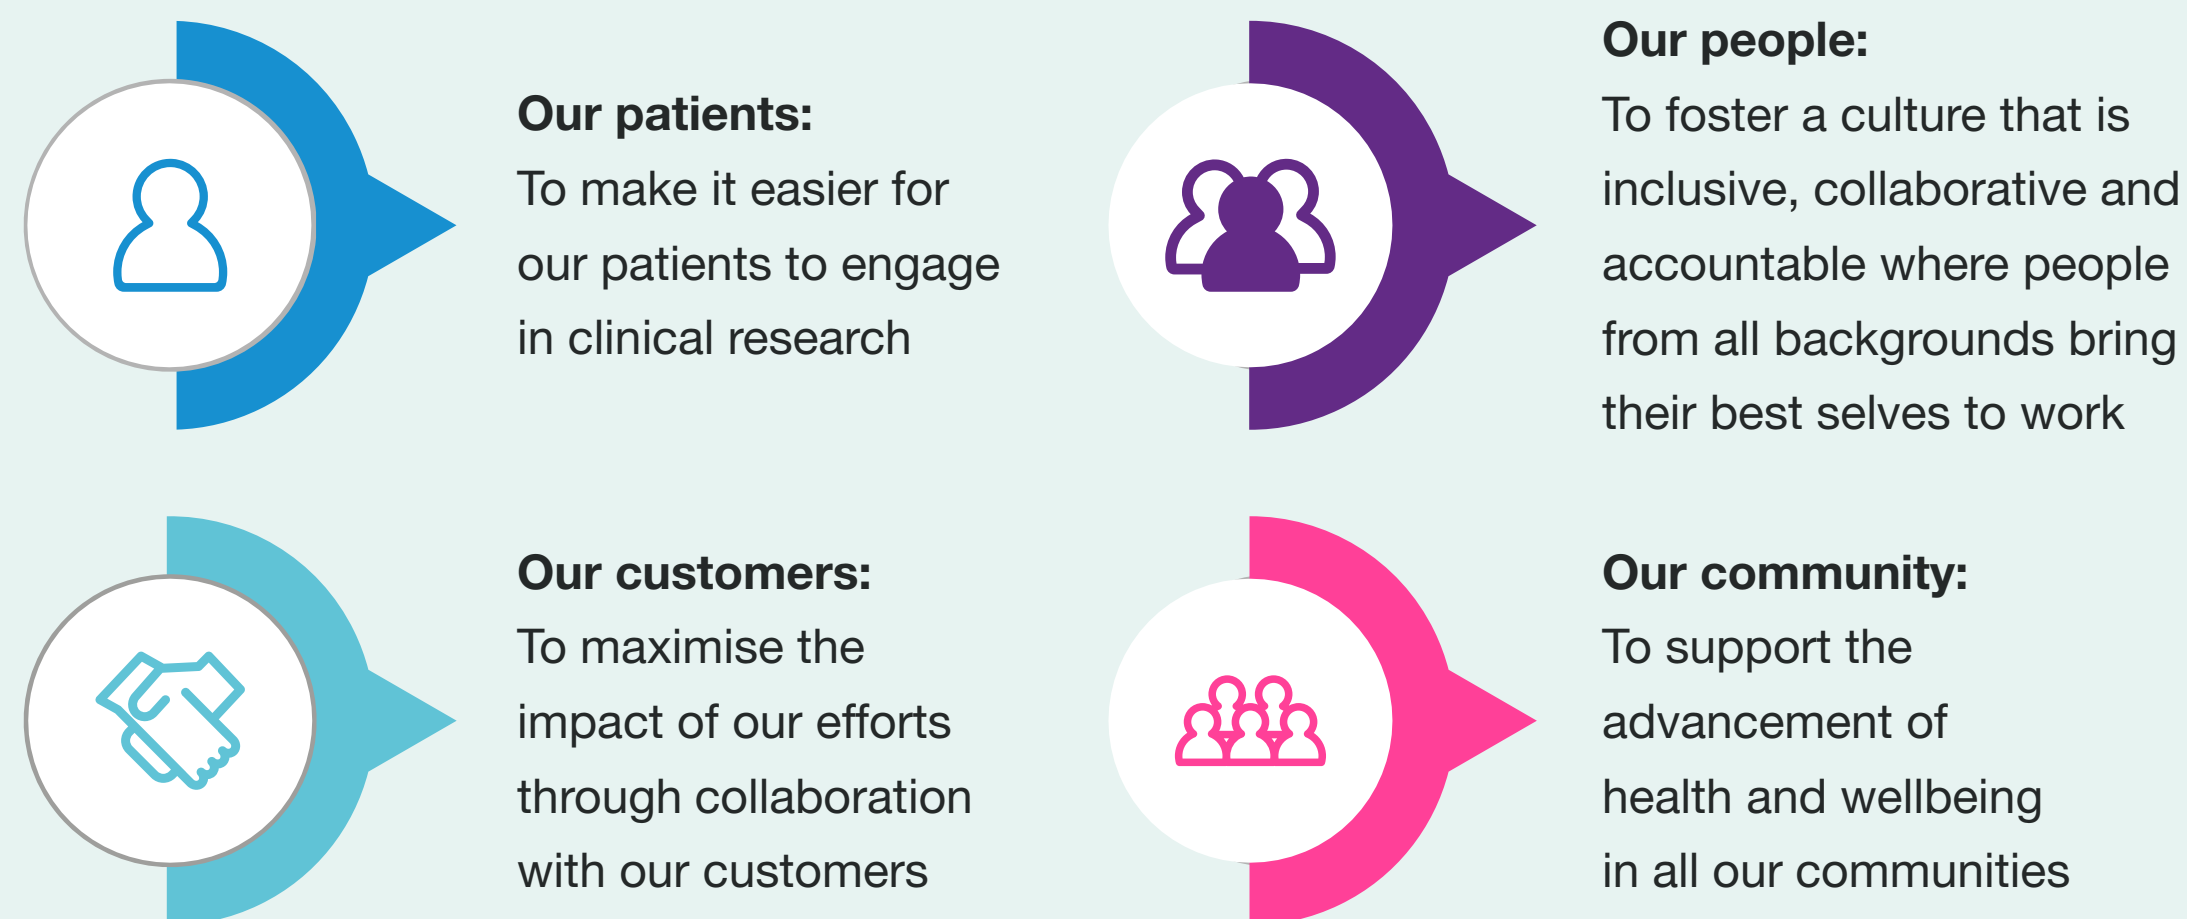 Our patients:
To make it easier for
our patients to engage
in clinical research
Our people:
To foster a culture that is
inclusive, collaborative and
accountable where people
from all backgrounds bring
their best selves to work
Our customers:
To maximise the
impact of our efforts
through collaboration
with our customers
Our community:
To support the
advancement of
health and wellbeing
in all our communities